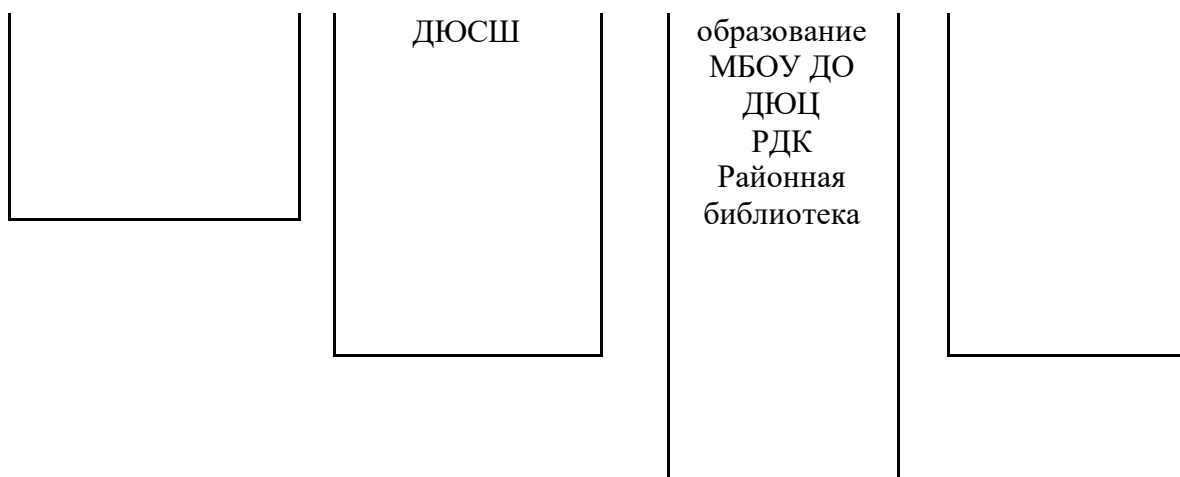 ДЮСШ
образование
МБОУ ДО
ДЮЦ
РДК
Районная
библиотека